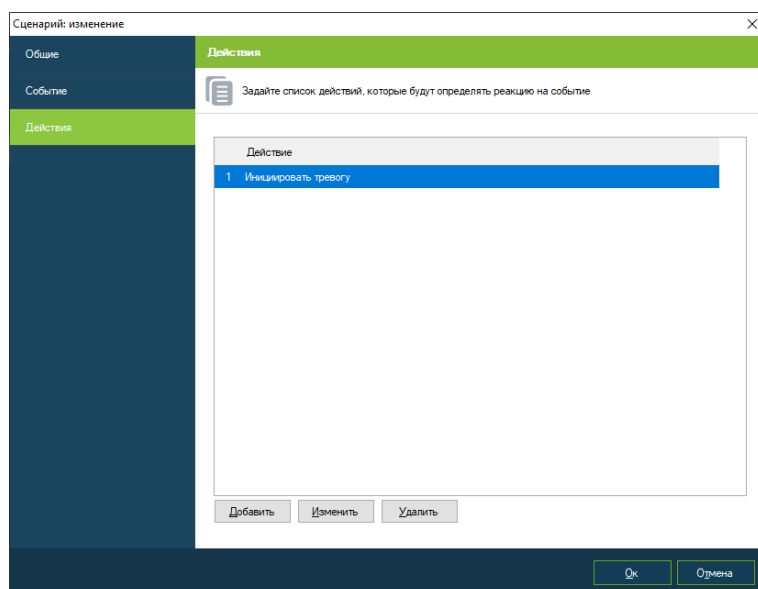 Сценарий: изменение
Общие
Событие
Действия
Действия
Задайте список действий, которые будут определять реакцию на событие
Действие
1 Инициировать тревогу
Добавить Изменить Удалить
Ок Отмена